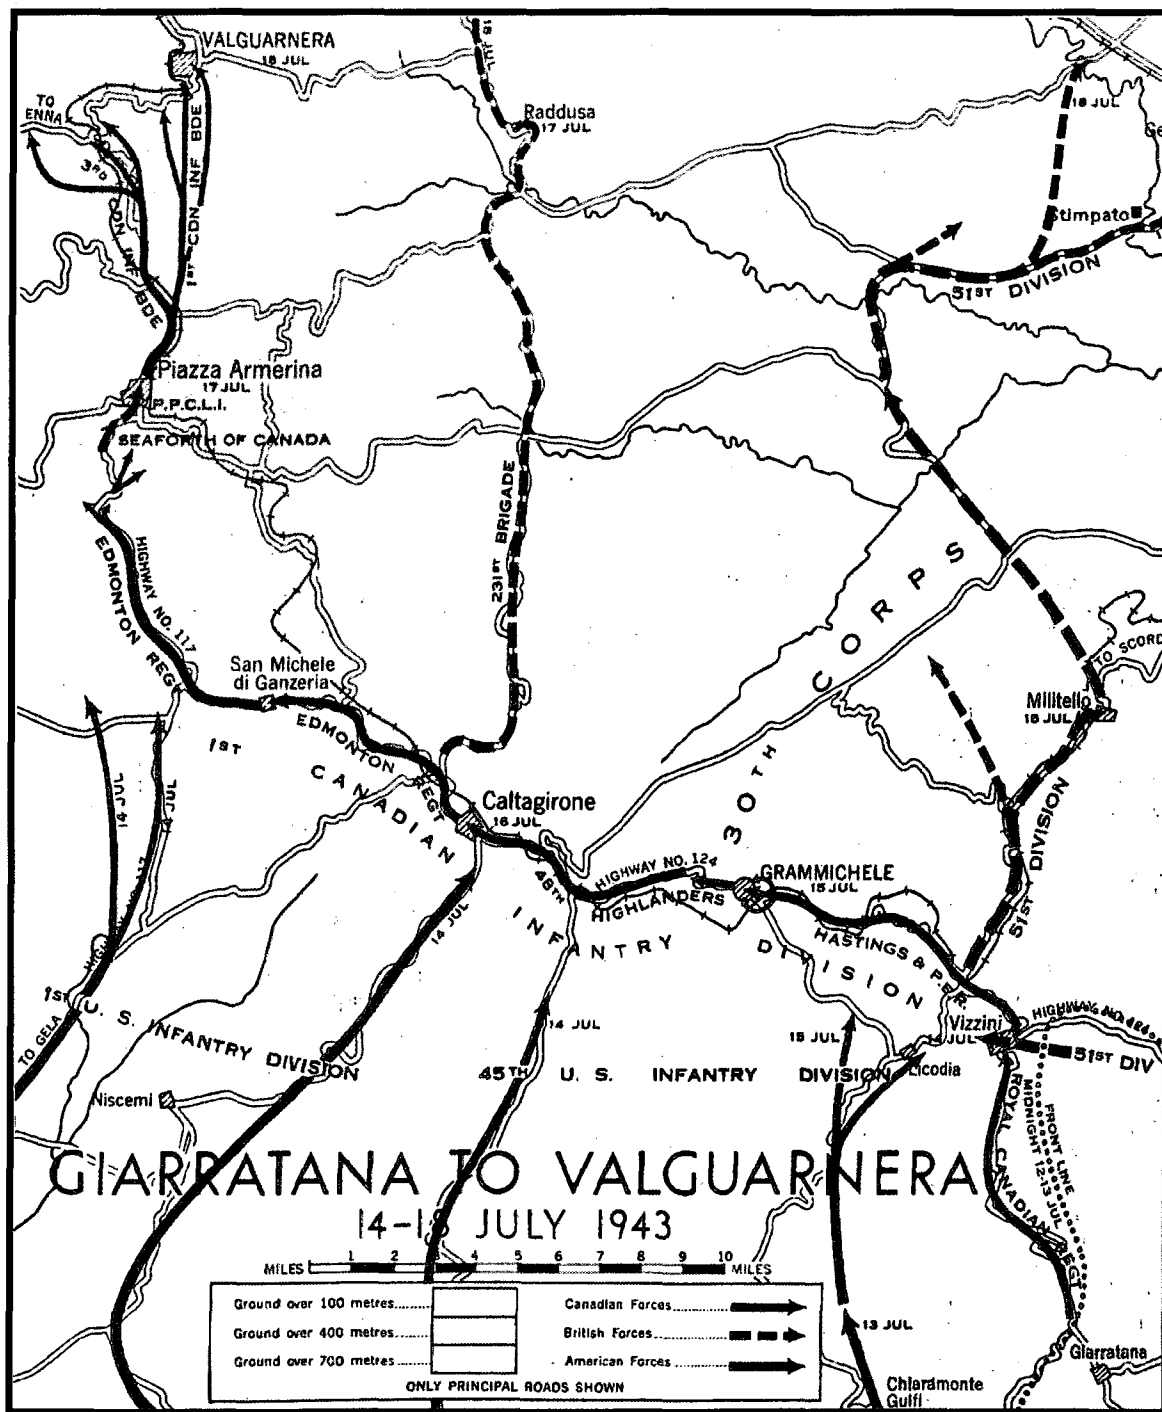 VALGUARNERA
18 JUL
18 JUL
TO
ENNA
Raddusa
17 JUL
18 JUL
3RD CDN INF BDE
1ST CDN INF BDE
Stimpato
51ST DIVISION
Piazza Armerina
17 JUL
P.P.C.L.I.
SEAFORTH OF CANADA
231ST BRIGADE
HIGHWAY NO. 117
EDMONTON REGT
San Michele
di Ganzeria
EDMONTON REGT
30TH CORPS
TO SCORD
Militello
1ST CANADIAN INFANTRY DIVISION
14 JUL
14 JUL
Caltagirone
16 JUL
48TH HIGHLANDERS
HIGHWAY NO. 124
GRAMMICHELE
15 JUL
51ST DIVISION
HASTINGS & P.E.R.
14 JUL
TO GELA
1ST U. S. INFANTRY DIVISION
14 JUL
45TH U. S. INFANTRY DIVISION
15 JUL
Licodia
Vizzini
14 JUL
HIGHWAY NO.
51ST DIV
Niscemi
ROYAL CANADIAN REGT
FRONT LINE
MIDNIGHT 12-13 JUL
GIARRATANA TO VALGUARNERA
14-18 JULY 1943
MILES 1 2 3 4 5 6 7 8 9 10 MILES
Ground over 100 metres
Ground over 400 metres
Ground over 700 metres
Canadian Forces
British Forces
American Forces
ONLY PRINCIPAL ROADS SHOWN
13 JUL
Giarratana
Chiaramonte
Gulfi